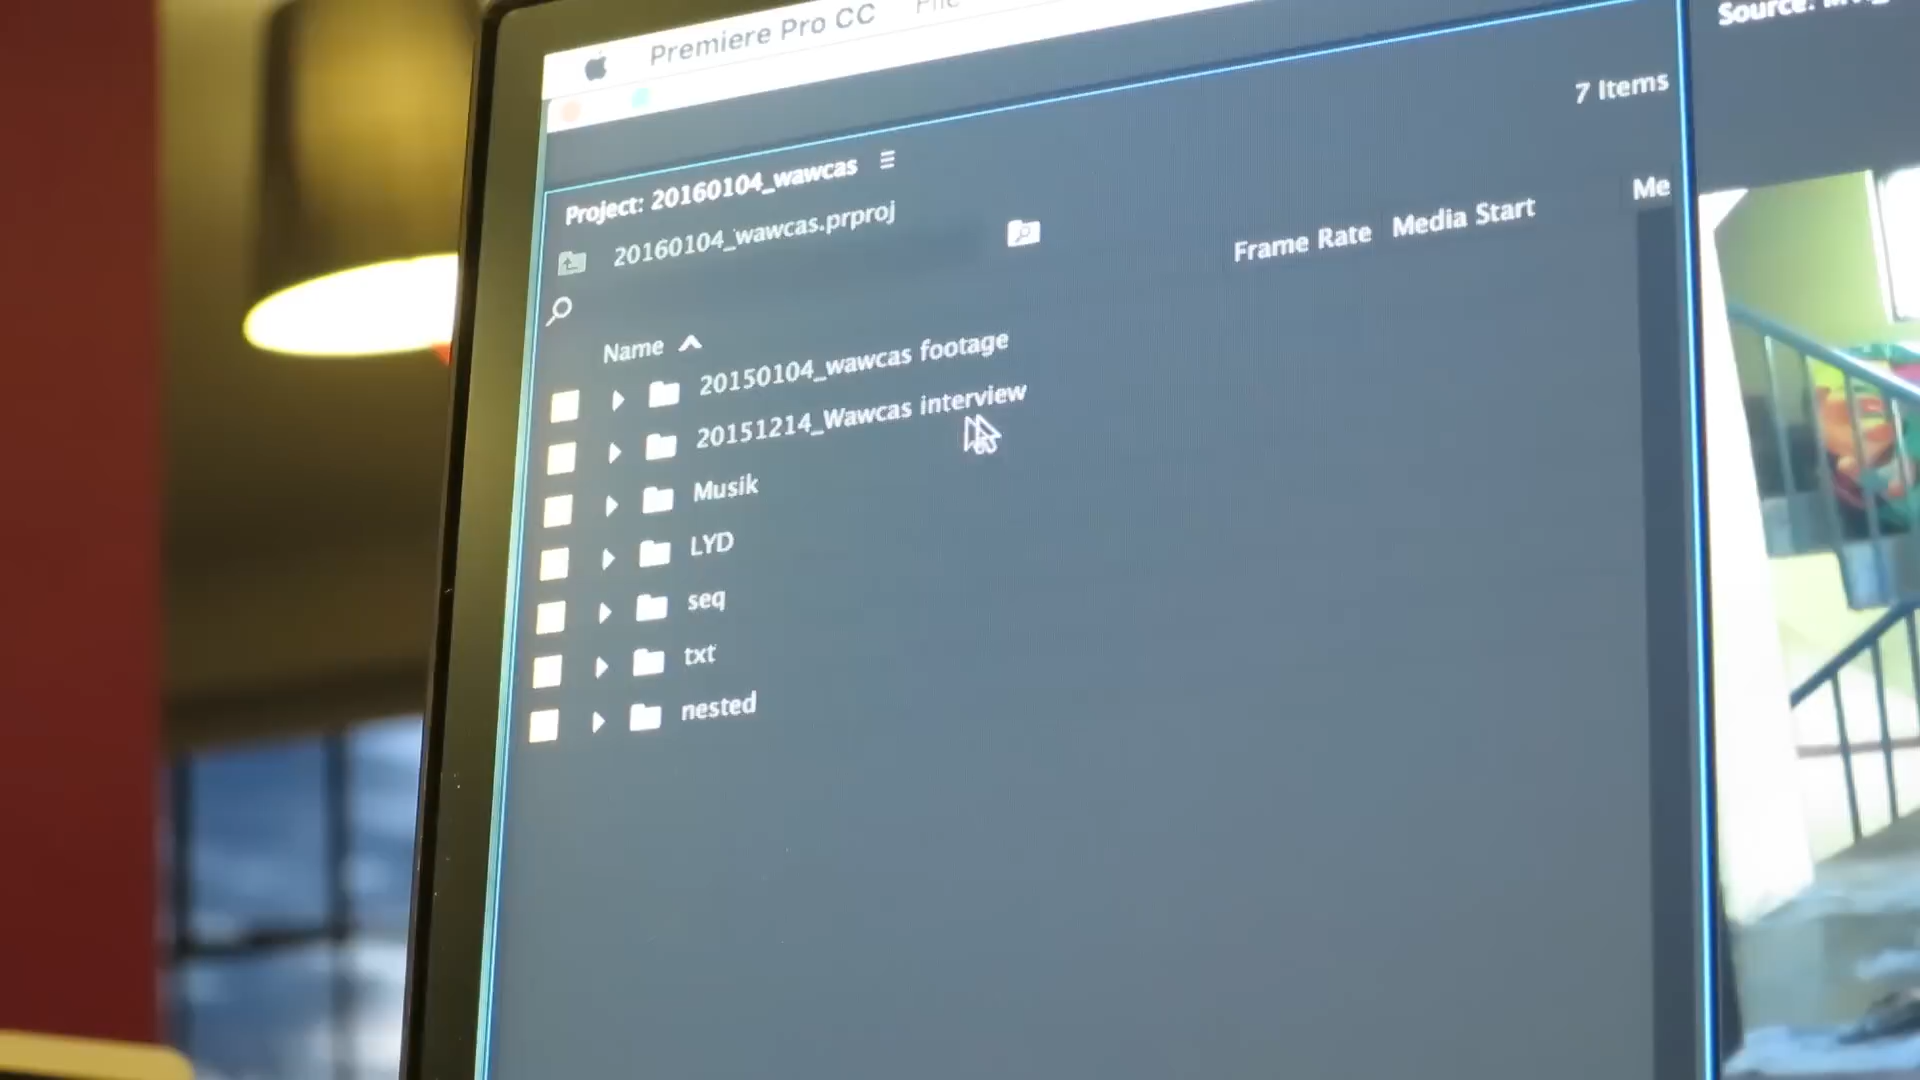 Premiere Pro CC
Source:
7 Items
Project: 20160104_wawcas
20160104_wawcas.prproj
Frame Rate Media Start Me
Name
20150104_wawcas footage
20151214_Wawcas interview
Musik
LYD
seq
txt
nested